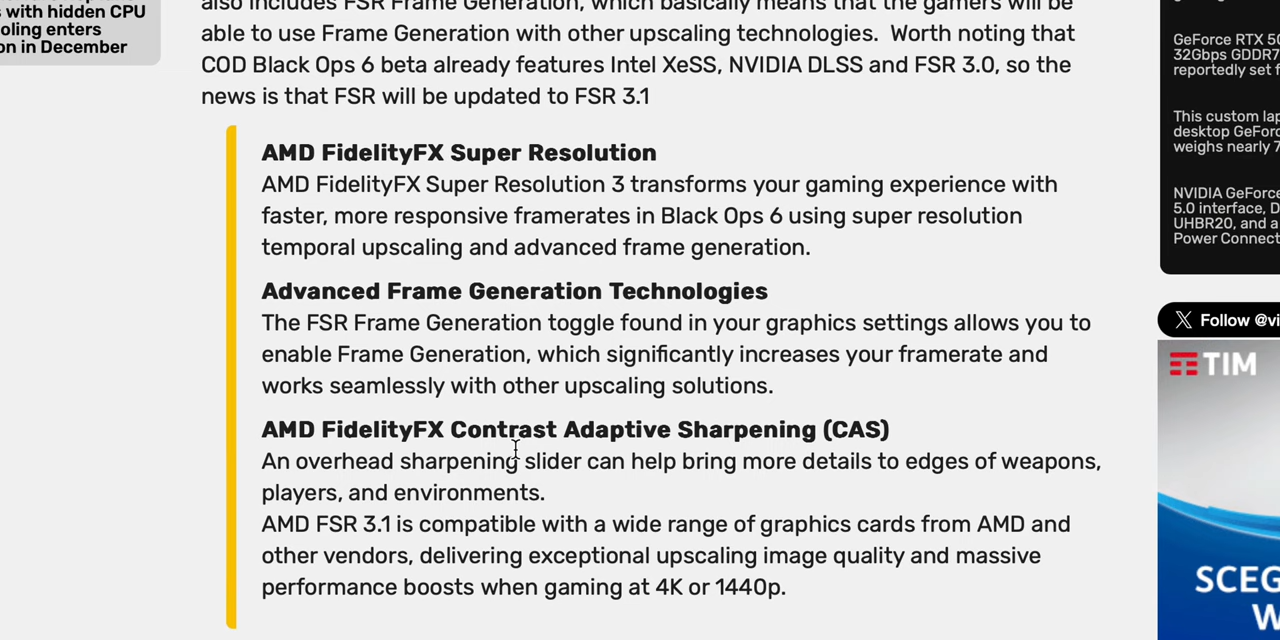 s with hidden CPU
oling enters
on in December
also includes FSR Frame Generation, which basically means that the gamers will be
able to use Frame Generation with other upscaling technologies. Worth noting that
COD Black Ops 6 beta already features Intel XeSS, NVIDIA DLSS and FSR 3.0, so the
news is that FSR will be updated to FSR 3.1
AMD FidelityFX Super Resolution
AMD FidelityFX Super Resolution 3 transforms your gaming experience with
faster, more responsive framerates in Black Ops 6 using super resolution
temporal upscaling and advanced frame generation.
Advanced Frame Generation Technologies
The FSR Frame Generation toggle found in your graphics settings allows you to
enable Frame Generation, which significantly increases your framerate and
works seamlessly with other upscaling solutions.
AMD FidelityFX Contrast Adaptive Sharpening (CAS)
An overhead sharpening slider can help bring more details to edges of weapons,
players, and environments.
AMD FSR 3.1 is compatible with a wide range of graphics cards from AMD and
other vendors, delivering exceptional upscaling image quality and massive
performance boosts when gaming at 4K or 1440p.
GeForce RTX 50
32Gbps GDDR7
reportedly set f
This custom lap
desktop GeFor
weighs nearly 7
NVIDIA GeForce
5.0 interface, D
UHBR20, and a
Power Connect
Follow @vi
TIM
SCEG
W